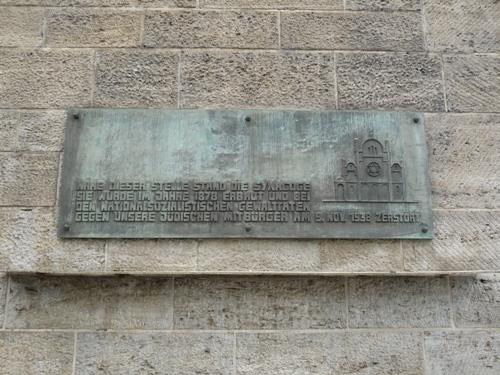 NAHE DIESER STELLE STAND DIE SYNAGOGE
SIE WURDE IM JAHRE 1878 ERBAUT UND BEI
DEN NATIONALSOZIALISTISCHEN GEWALTTATEN
GEGEN UNSERE JÜDISCHEN MITBÜRGER AM 9. NOV. 1938 ZERSTÖRT